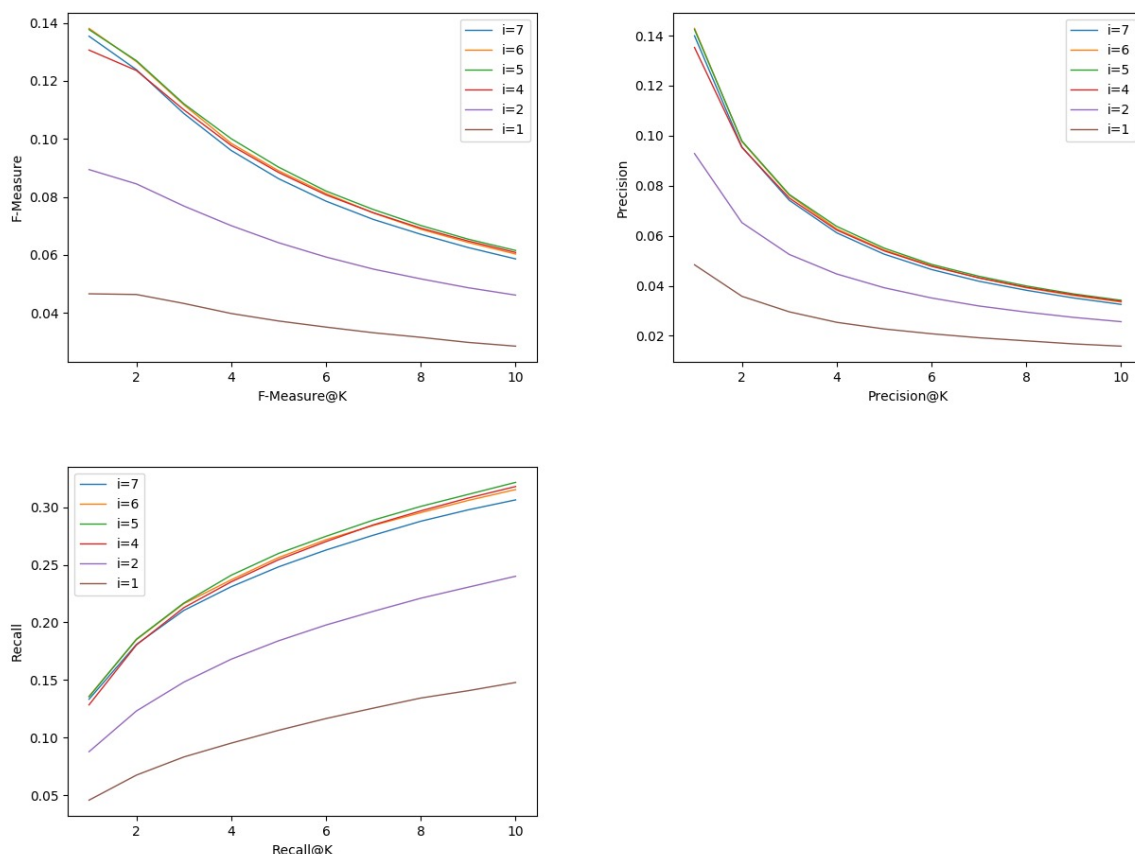 0.14
0.12
0.10
0.08
0.06
0.04
F-Measure
2
4
6
8
10
F-Measure@K
i=7
i=6
i=5
i=4
i=2
i=1
0.14
0.12
0.10
0.08
0.06
0.04
0.02
Precision
2
4
6
8
10
Precision@K
i=7
i=6
i=5
i=4
i=2
i=1
0.30
0.25
0.20
0.15
0.10
0.05
Recall
2
4
6
8
10
Recall@K
i=7
i=6
i=5
i=4
i=2
i=1